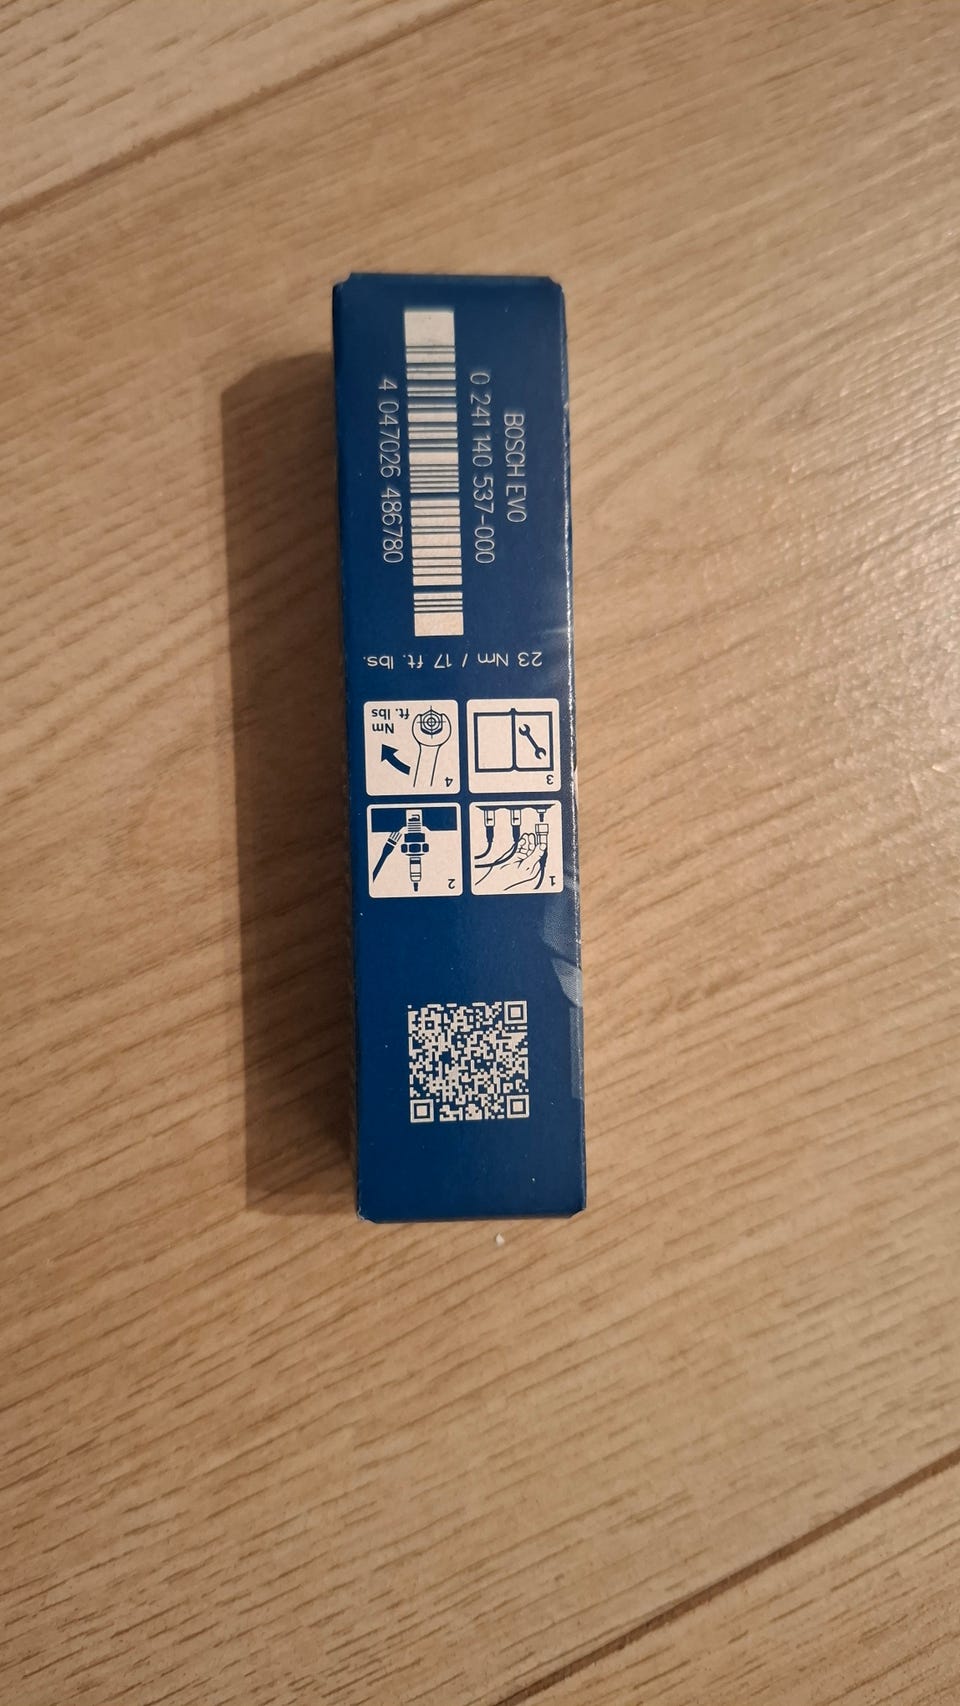 BOSCH EVO
0 241 140 537-000
4 047026 486780
23 Nm / 17 ft. lbs.
1
2
3
4
Nm
ft. lbs